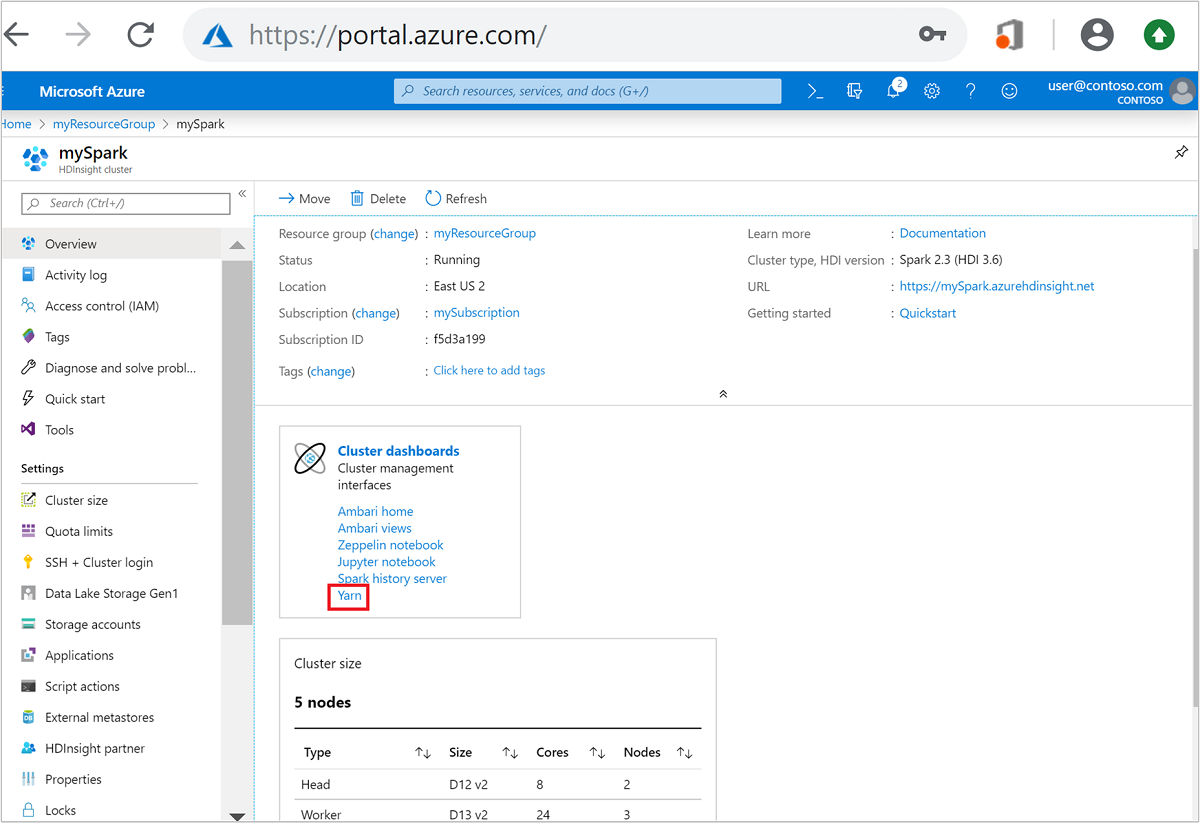 https://portal.azure.com/
Microsoft Azure
Search resources, services, and docs (G+/)
2
user@contoso.com
CONTOSO
Home > myResourceGroup > mySpark
mySpark
HDInsight cluster
Search (Ctrl+/)
«
Overview
Activity log
Access control (IAM)
Tags
Diagnose and solve probl...
Quick start
Tools
Settings
Cluster size
Quota limits
SSH + Cluster login
Data Lake Storage Gen1
Storage accounts
Applications
Script actions
External metastores
HDInsight partner
Properties
Locks
Move
Delete
Refresh
Resource group (change) : myResourceGroup
Status : Running
Location : East US 2
Subscription (change) : mySubscription
Subscription ID : f5d3a199
Tags (change) : Click here to add tags
Learn more : Documentation
Cluster type, HDI version : Spark 2.3 (HDI 3.6)
URL : https://mySpark.azurehdinsight.net
Getting started : Quickstart
Cluster dashboards
Cluster management
interfaces
Ambari home
Ambari views
Zeppelin notebook
Jupyter notebook
Spark history server
Yarn
Cluster size
5 nodes
Type ↑↓ Size ↑↓ Cores ↑↓ Nodes ↑↓
Head D12 v2 8 2
Worker D13 v2 24 3